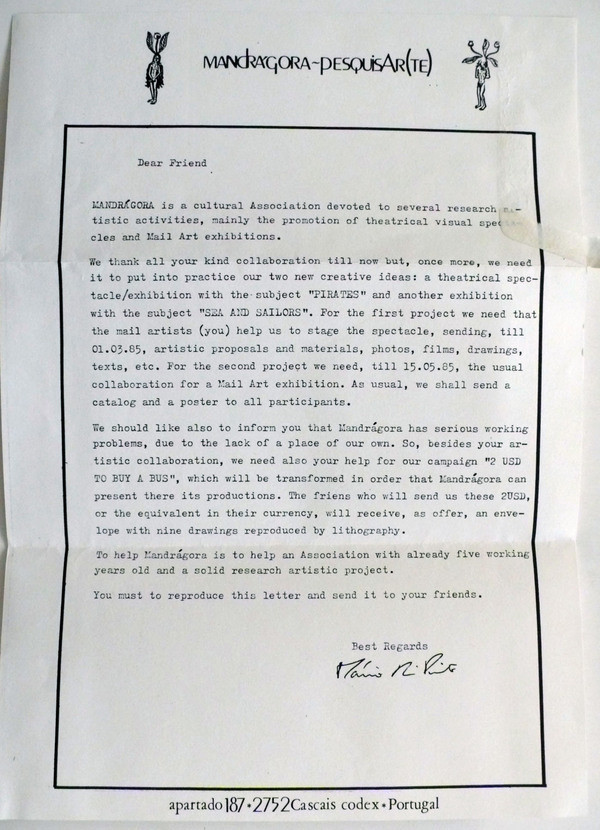 MANDRÁGORA~PESQUISAR(TE)
Dear Friend
MANDRÁGORA is a cultural Association devoted to several research
tistic activities, mainly the promotion of theatrical visual spec
cles and Mail Art exhibitions.
We thank all your kind collaboration till now but, once more, we need
it to put into practice our two new creative ideas: a theatrical spec-
tacle/exhibition with the subject "PIRATES" and another exhibition
with the subject "SEA AND SAILORS". For the first project we need that
the mail artists (you) help us to stage the spectacle, sending, till
01.03.85, artistic proposals and materials, photos, films, drawings,
texts, etc. For the second project we need, till 15.05.85, the usual
collaboration for a Mail Art exhibition. As usual, we shall send a
catalog and a poster to all participants.
We should like also to inform you that Mandrágora has serious working
problems, due to the lack of a place of our own. So, besides your ar-
tistic collaboration, we need also your help for our campaign "2 USD
TO BUY A BUS", which will be transformed in order that Mandrágora can
present there its productions. The friens who will send us these 2USD,
or the equivalent in their currency, will receive, as offer, an enve-
lope with nine drawings reproduced by lithography.
To help Mandrágora is to help an Association with already five working
years old and a solid research artistic project.
You must to reproduce this letter and send it to your friends.
Best Regards
apartado 187 • 2752 Cascais codex • Portugal